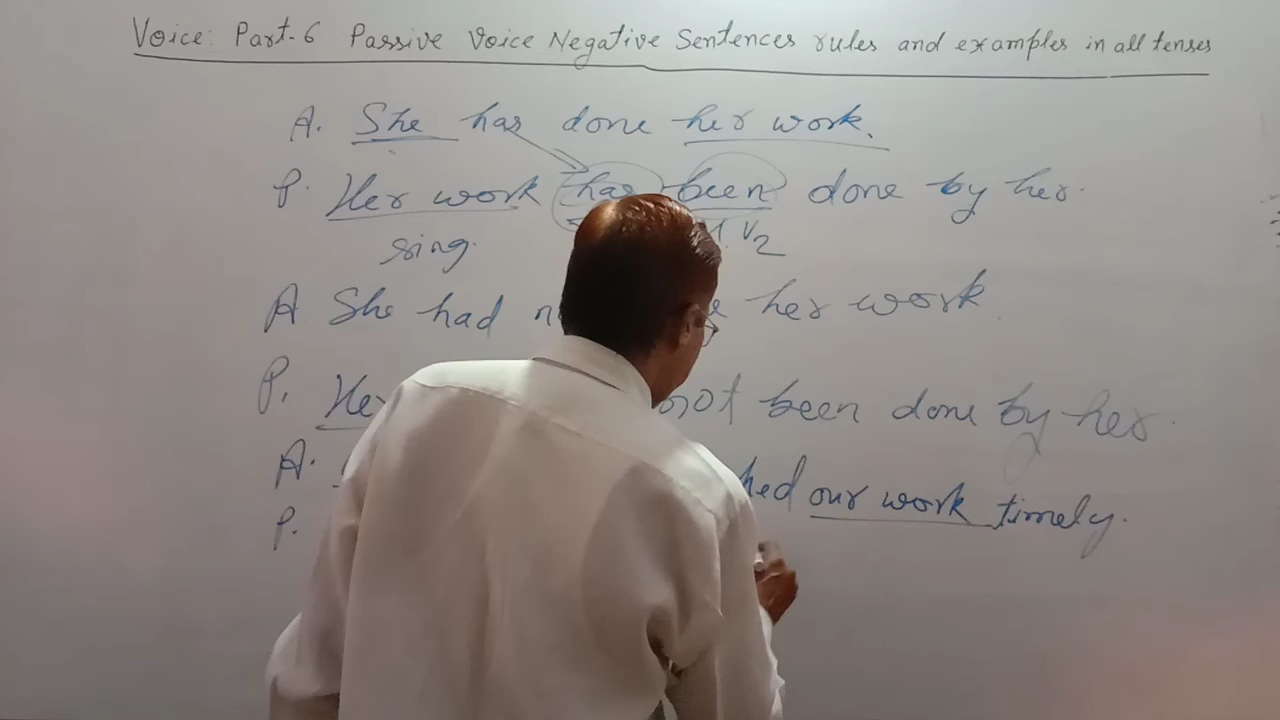 Voice: Part-6 Passive Voice Negative Sentences rules and examples in all tenses
A. She has done her work.
P. Her work has been done by her.
sing. V2
A She had her work.
P. not been done by her.
A. our work timely.
P.